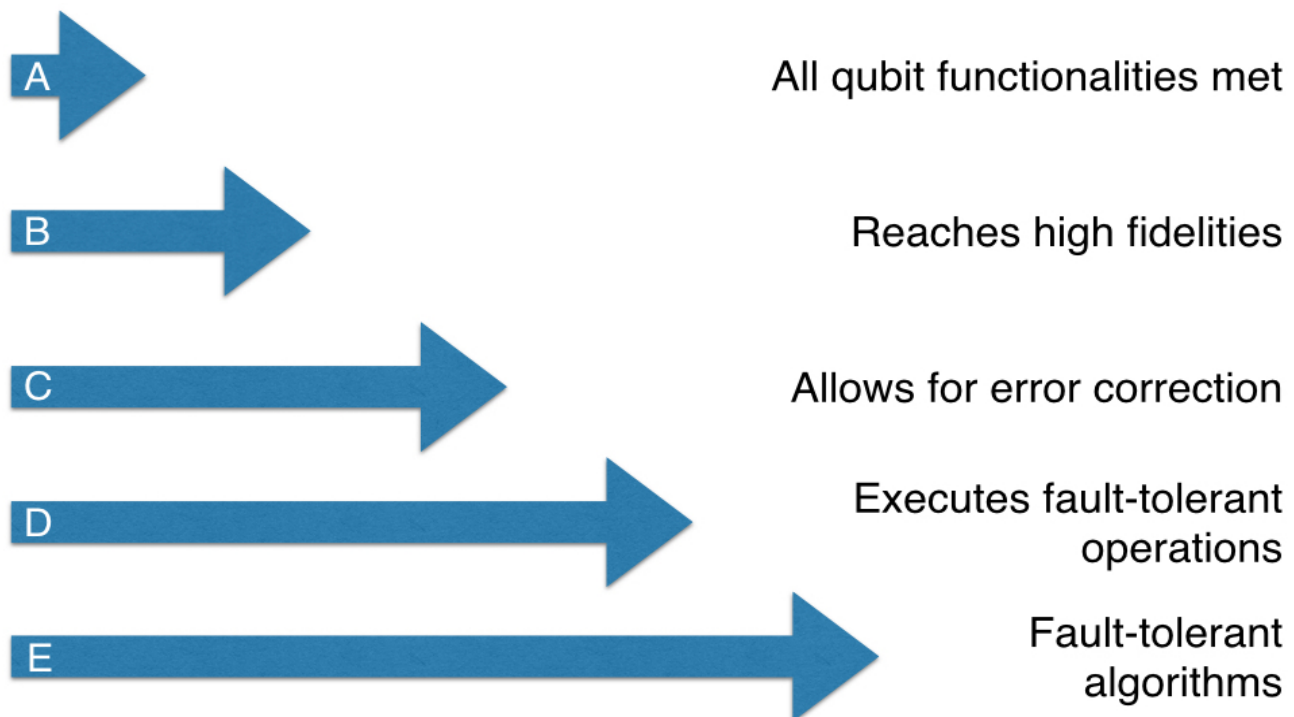 A
All qubit functionalities met
B
Reaches high fidelities
C
Allows for error correction
D
Executes fault-tolerant
operations
E
Fault-tolerant
algorithms